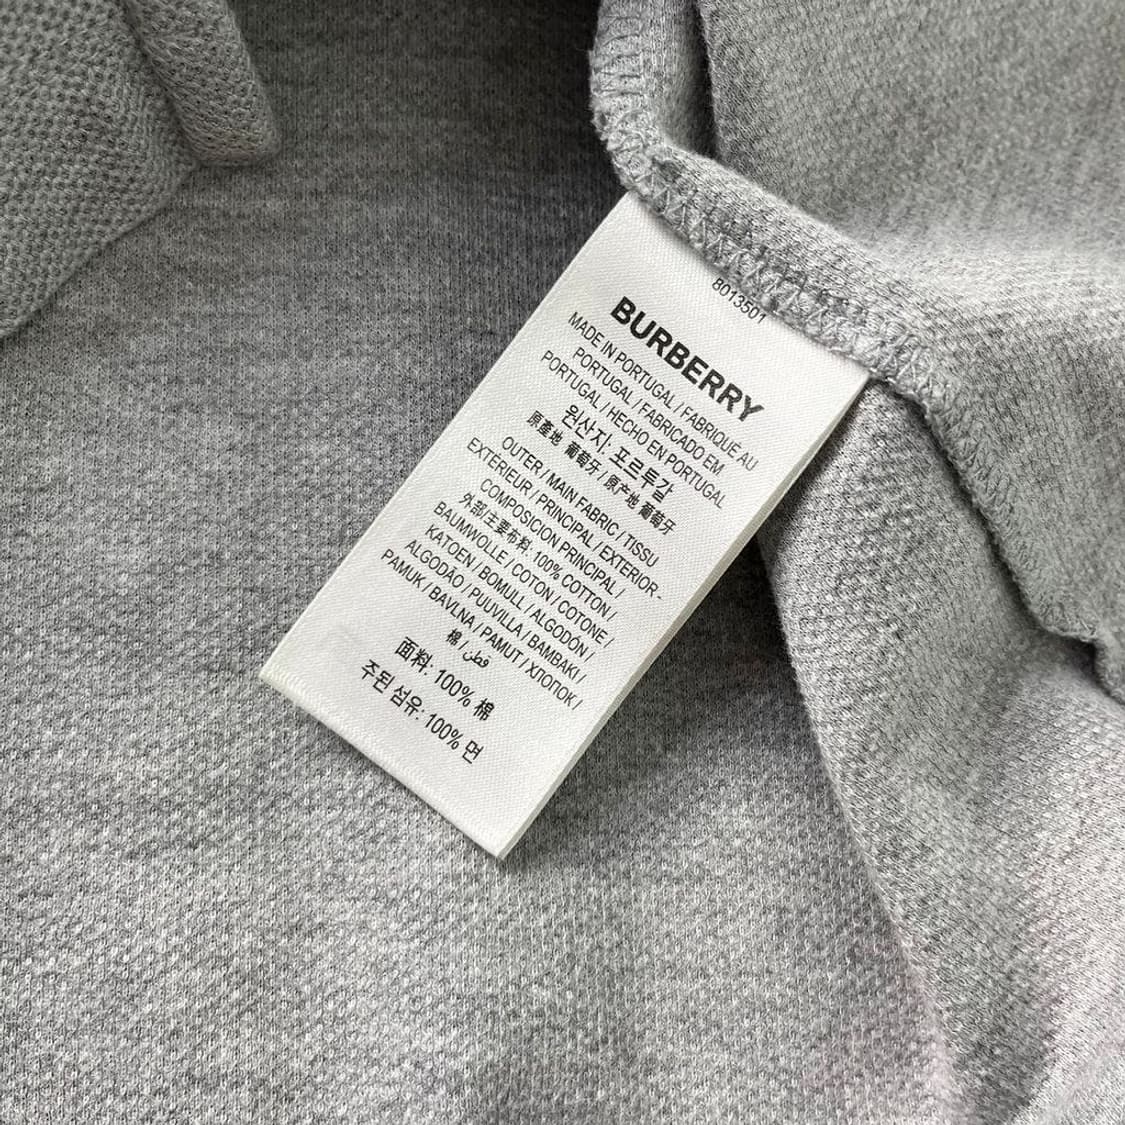 8013501
BURBERRY
MADE IN PORTUGAL / FABRIQUÉ AU
PORTUGAL / FABRICADO EM
PORTUGAL / HECHO EN PORTUGAL
원산지: 포르투갈
原產地 葡萄牙 / 原产地 葡萄牙
OUTER / MAIN FABRIC / TISSU
EXTÉRIEUR / PRINCIPAL / EXTERIOR-
COMPOSICION PRINCIPAL /
外部主要布料: 100% COTTON /
BAUMWOLLE / COTON / COTONE /
KATOEN / BOMULL / ALGODÓN /
ALGODÃO / PUUVILLA / BAMBAKI /
PAMUK / BAVLNA / PAMUT / ХЛОПОК /
棉 / قطن
面料: 100% 棉
주된 섬유: 100% 면